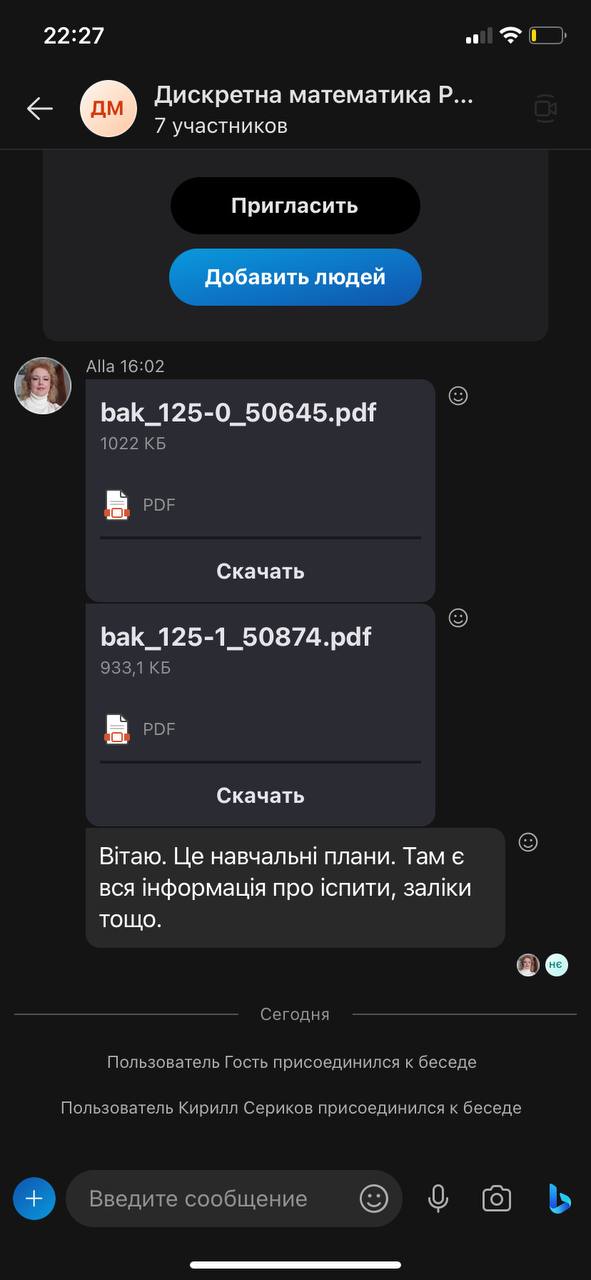 22:27
ДМ
Дискретна математика Р...
7 участников
Пригласить
Добавить людей
Alla 16:02
bak_125-0_50645.pdf
1022 КБ
PDF
Скачать
bak_125-1_50874.pdf
933,1 КБ
PDF
Скачать
Вітаю. Це навчальні плани. Там є
вся інформація про іспити, заліки
тощо.
НЄ
Сегодня
Пользователь Гость присоединился к беседе
Пользователь Кирилл Сериков присоединился к беседе
Введите сообщение